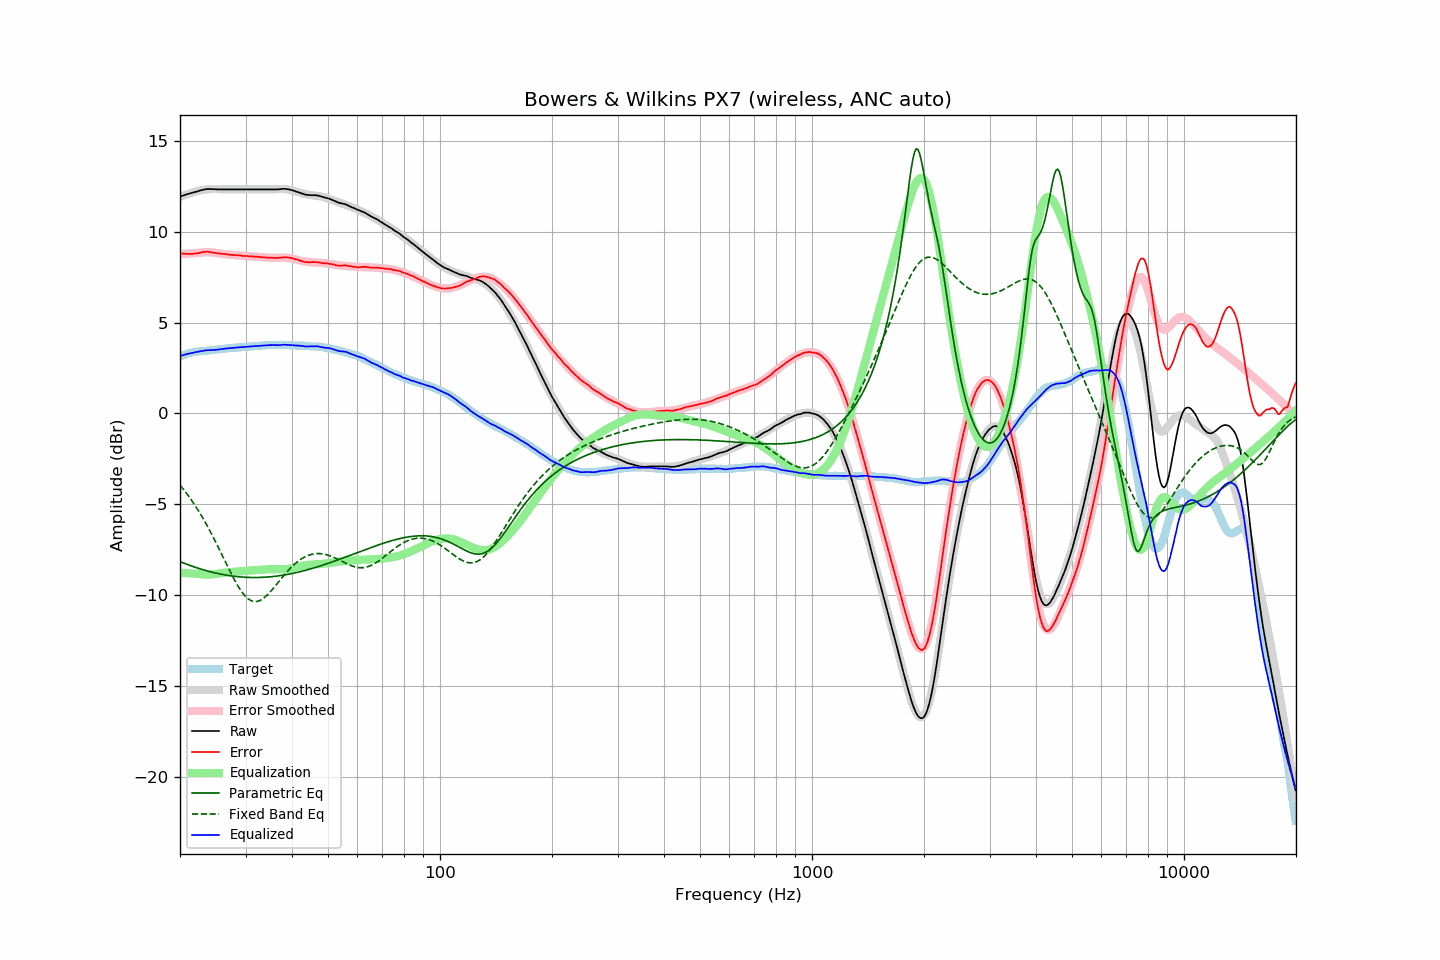 Bowers & Wilkins PX7 (wireless, ANC auto)
15
10
5
0
−5
−10
−15
−20
Amplitude (dBr)
Target
Raw Smoothed
Error Smoothed
Raw
Error
Equalization
Parametric Eq
Fixed Band Eq
Equalized
100 1000 10000
Frequency (Hz)